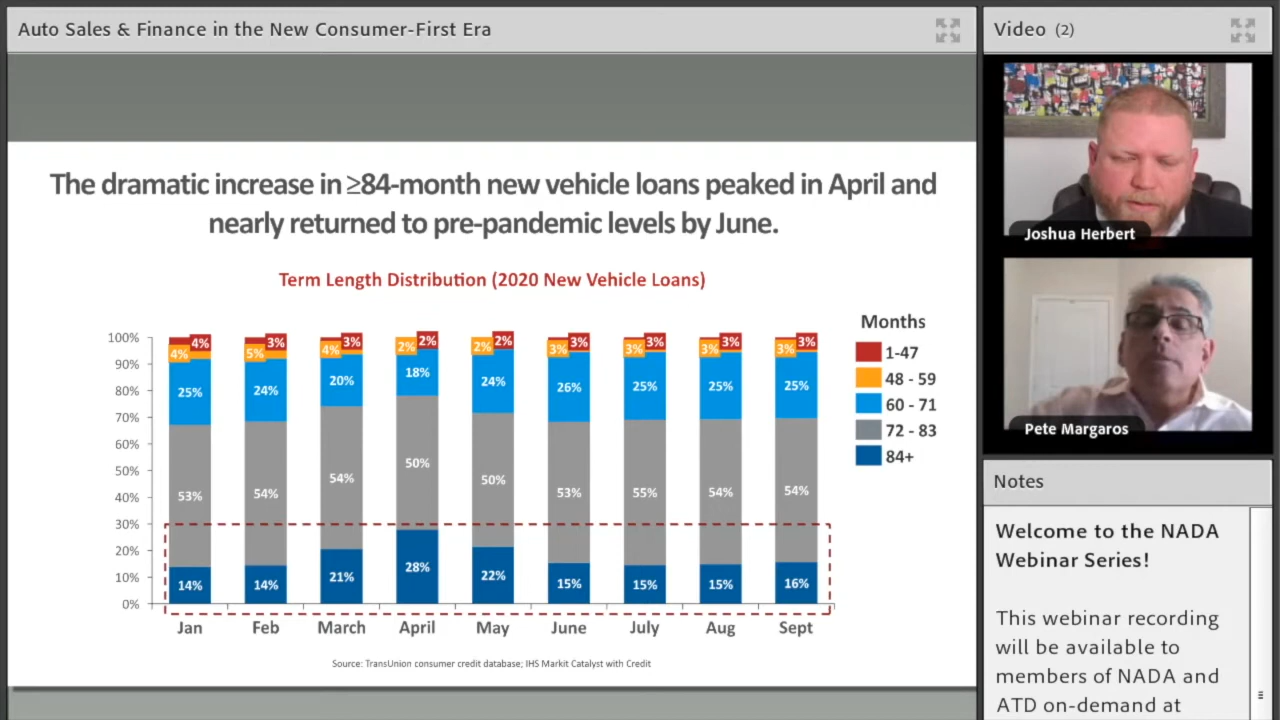 Auto Sales & Finance in the New Consumer-First Era
The dramatic increase in ≥84-month new vehicle loans peaked in April and
nearly returned to pre-pandemic levels by June.
Term Length Distribution (2020 New Vehicle Loans)
100%
90%
80%
70%
60%
50%
40%
30%
20%
10%
0%
4% 3% 3% 2% 2% 3% 3% 3% 3%
4% 5% 4% 2% 2% 3% 3% 3% 3%
25% 24% 20% 18% 24% 26% 25% 25% 25%
53% 54% 54% 50% 50% 53% 55% 54% 54%
14% 14% 21% 28% 22% 15% 15% 15% 16%
Jan Feb March April May June July Aug Sept
Months
1-47
48 - 59
60 - 71
72 - 83
84+
Source: TransUnion consumer credit database; IHS Markit Catalyst with Credit
Video (2)
Joshua Herbert
Pete Margaros
Notes
Welcome to the NADA
Webinar Series!
This webinar recording
will be available to
members of NADA and
ATD on-demand at